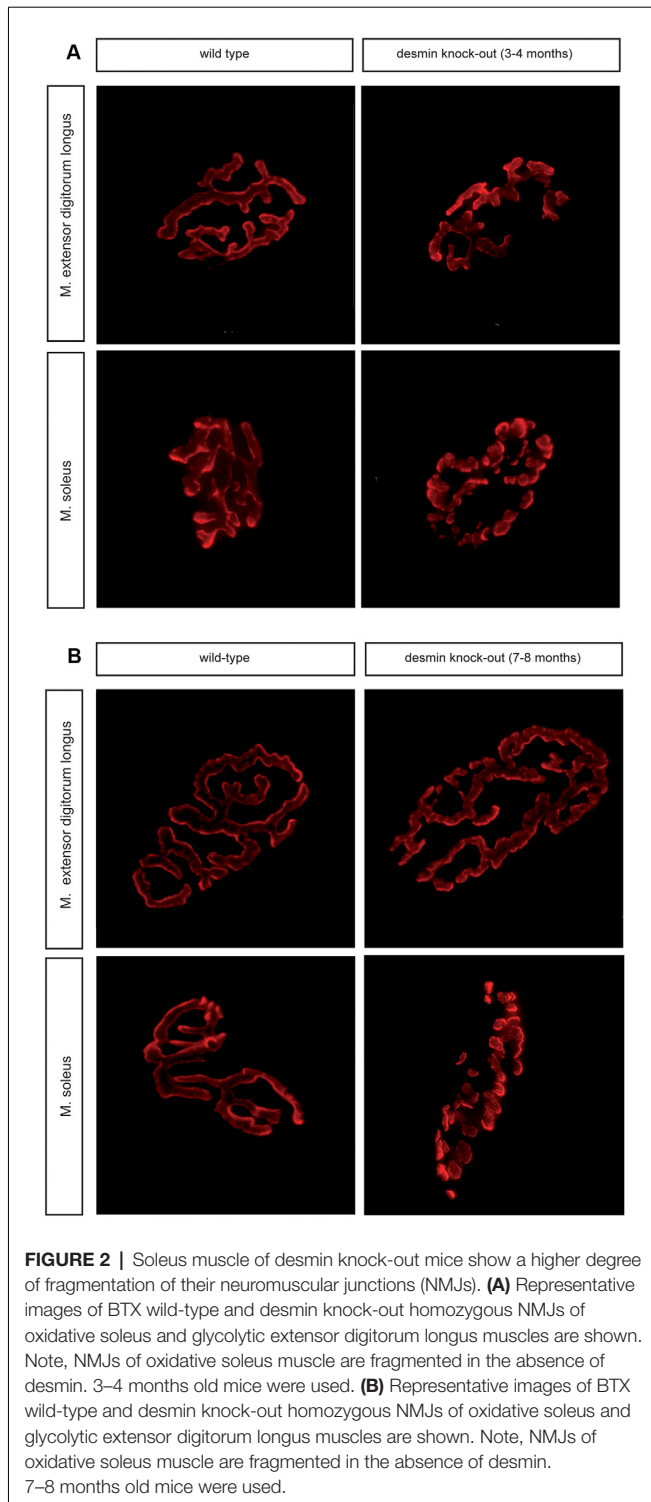 A
wild type
desmin knock-out (3-4 months)
M. extensor digitorum longus
M. soleus
B
wild-type
desmin knock-out (7-8 months)
M. extensor digitorum longus
M. soleus
FIGURE 2 | Soleus muscle of desmin knock-out mice show a higher degree
of fragmentation of their neuromuscular junctions (NMJs). (A) Representative
images of BTX wild-type and desmin knock-out homozygous NMJs of
oxidative soleus and glycolytic extensor digitorum longus muscles are shown.
Note, NMJs of oxidative soleus muscle are fragmented in the absence of
desmin. 3–4 months old mice were used. (B) Representative images of BTX
wild-type and desmin knock-out homozygous NMJs of oxidative soleus and
glycolytic extensor digitorum longus muscles are shown. Note, NMJs of
oxidative soleus muscle are fragmented in the absence of desmin.
7–8 months old mice were used.